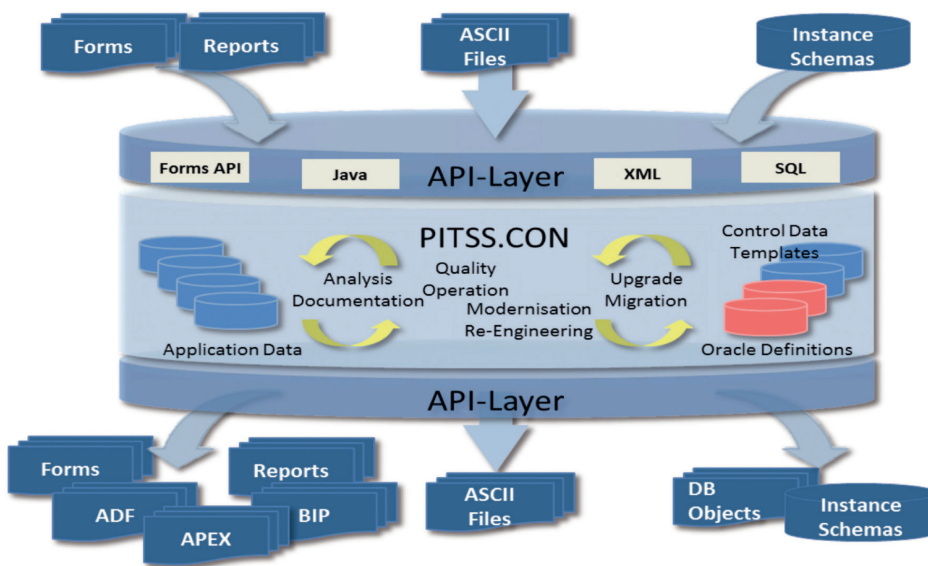 Forms
Reports
ASCII
Files
Instance
Schemas
Forms API
Java
API-Layer
XML
SQL
PITSS.CON
Control Data
Templates
Analysis
Documentation
Quality
Operation
Modernisation
Re-Engineering
Upgrade
Migration
Application Data
Oracle Definitions
API-Layer
Forms
Reports
ADF
BIP
APEX
ASCII
Files
DB
Objects
Instance
Schemas